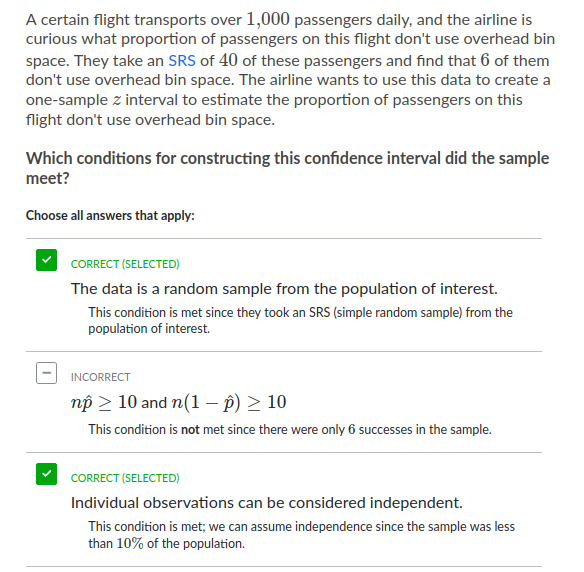 A certain flight transports over 1,000 passengers daily, and the airline is
curious what proportion of passengers on this flight don't use overhead bin
space. They take an SRS of 40 of these passengers and find that 6 of them
don't use overhead bin space. The airline wants to use this data to create a
one-sample z interval to estimate the proportion of passengers on this
flight don't use overhead bin space.
Which conditions for constructing this confidence interval did the sample
meet?
Choose all answers that apply:
CORRECT (SELECTED)
The data is a random sample from the population of interest.
This condition is met since they took an SRS (simple random sample) from the
population of interest.
INCORRECT
np̂ ≥ 10 and n(1 − p̂) ≥ 10
This condition is not met since there were only 6 successes in the sample.
CORRECT (SELECTED)
Individual observations can be considered independent.
This condition is met; we can assume independence since the sample was less
than 10% of the population.